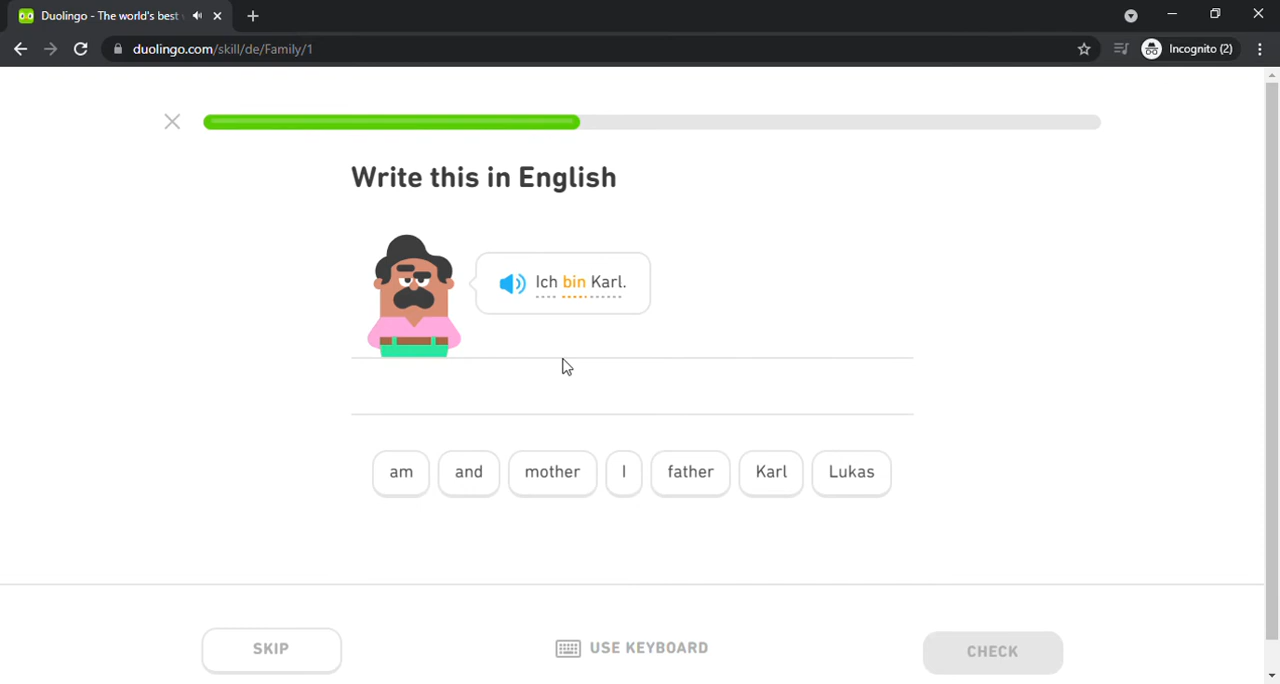 Duolingo - The world's best
duolingo.com/skill/de/Family/1
Incognito (2)
Write this in English
Ich bin Karl.
am and mother I father Karl Lukas
SKIP USE KEYBOARD CHECK